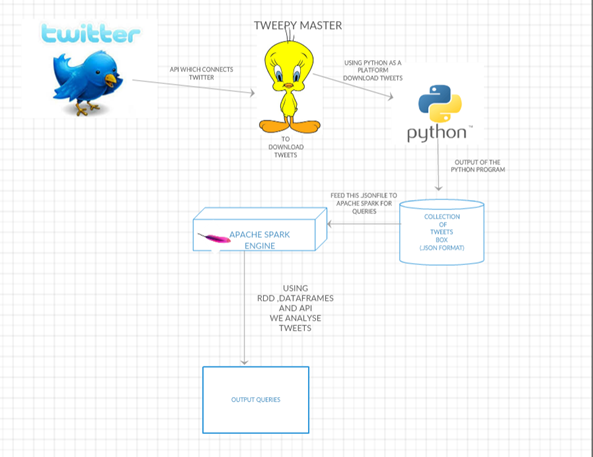 twitter
TWEEPY MASTER
API WHICH CONNECTS
TWITTER
USING PYTHON AS A
PLATFORM
DOWNLOAD TWEETS
python™
TO
DOWNLOAD
TWEETS
OUTPUT OF THE
PYTHON PROGRAM
FEED THIS .JSONFILE TO
APACHE SPARK FOR
QUERIES
COLLECTION
OF
TWEETS
BOX
(.JSON FORMAT)
APACHE SPARK
ENGINE
USING
RDD ,DATAFRAMES
AND API
WE ANALYSE
TWEETS
OUTPUT QUERIES